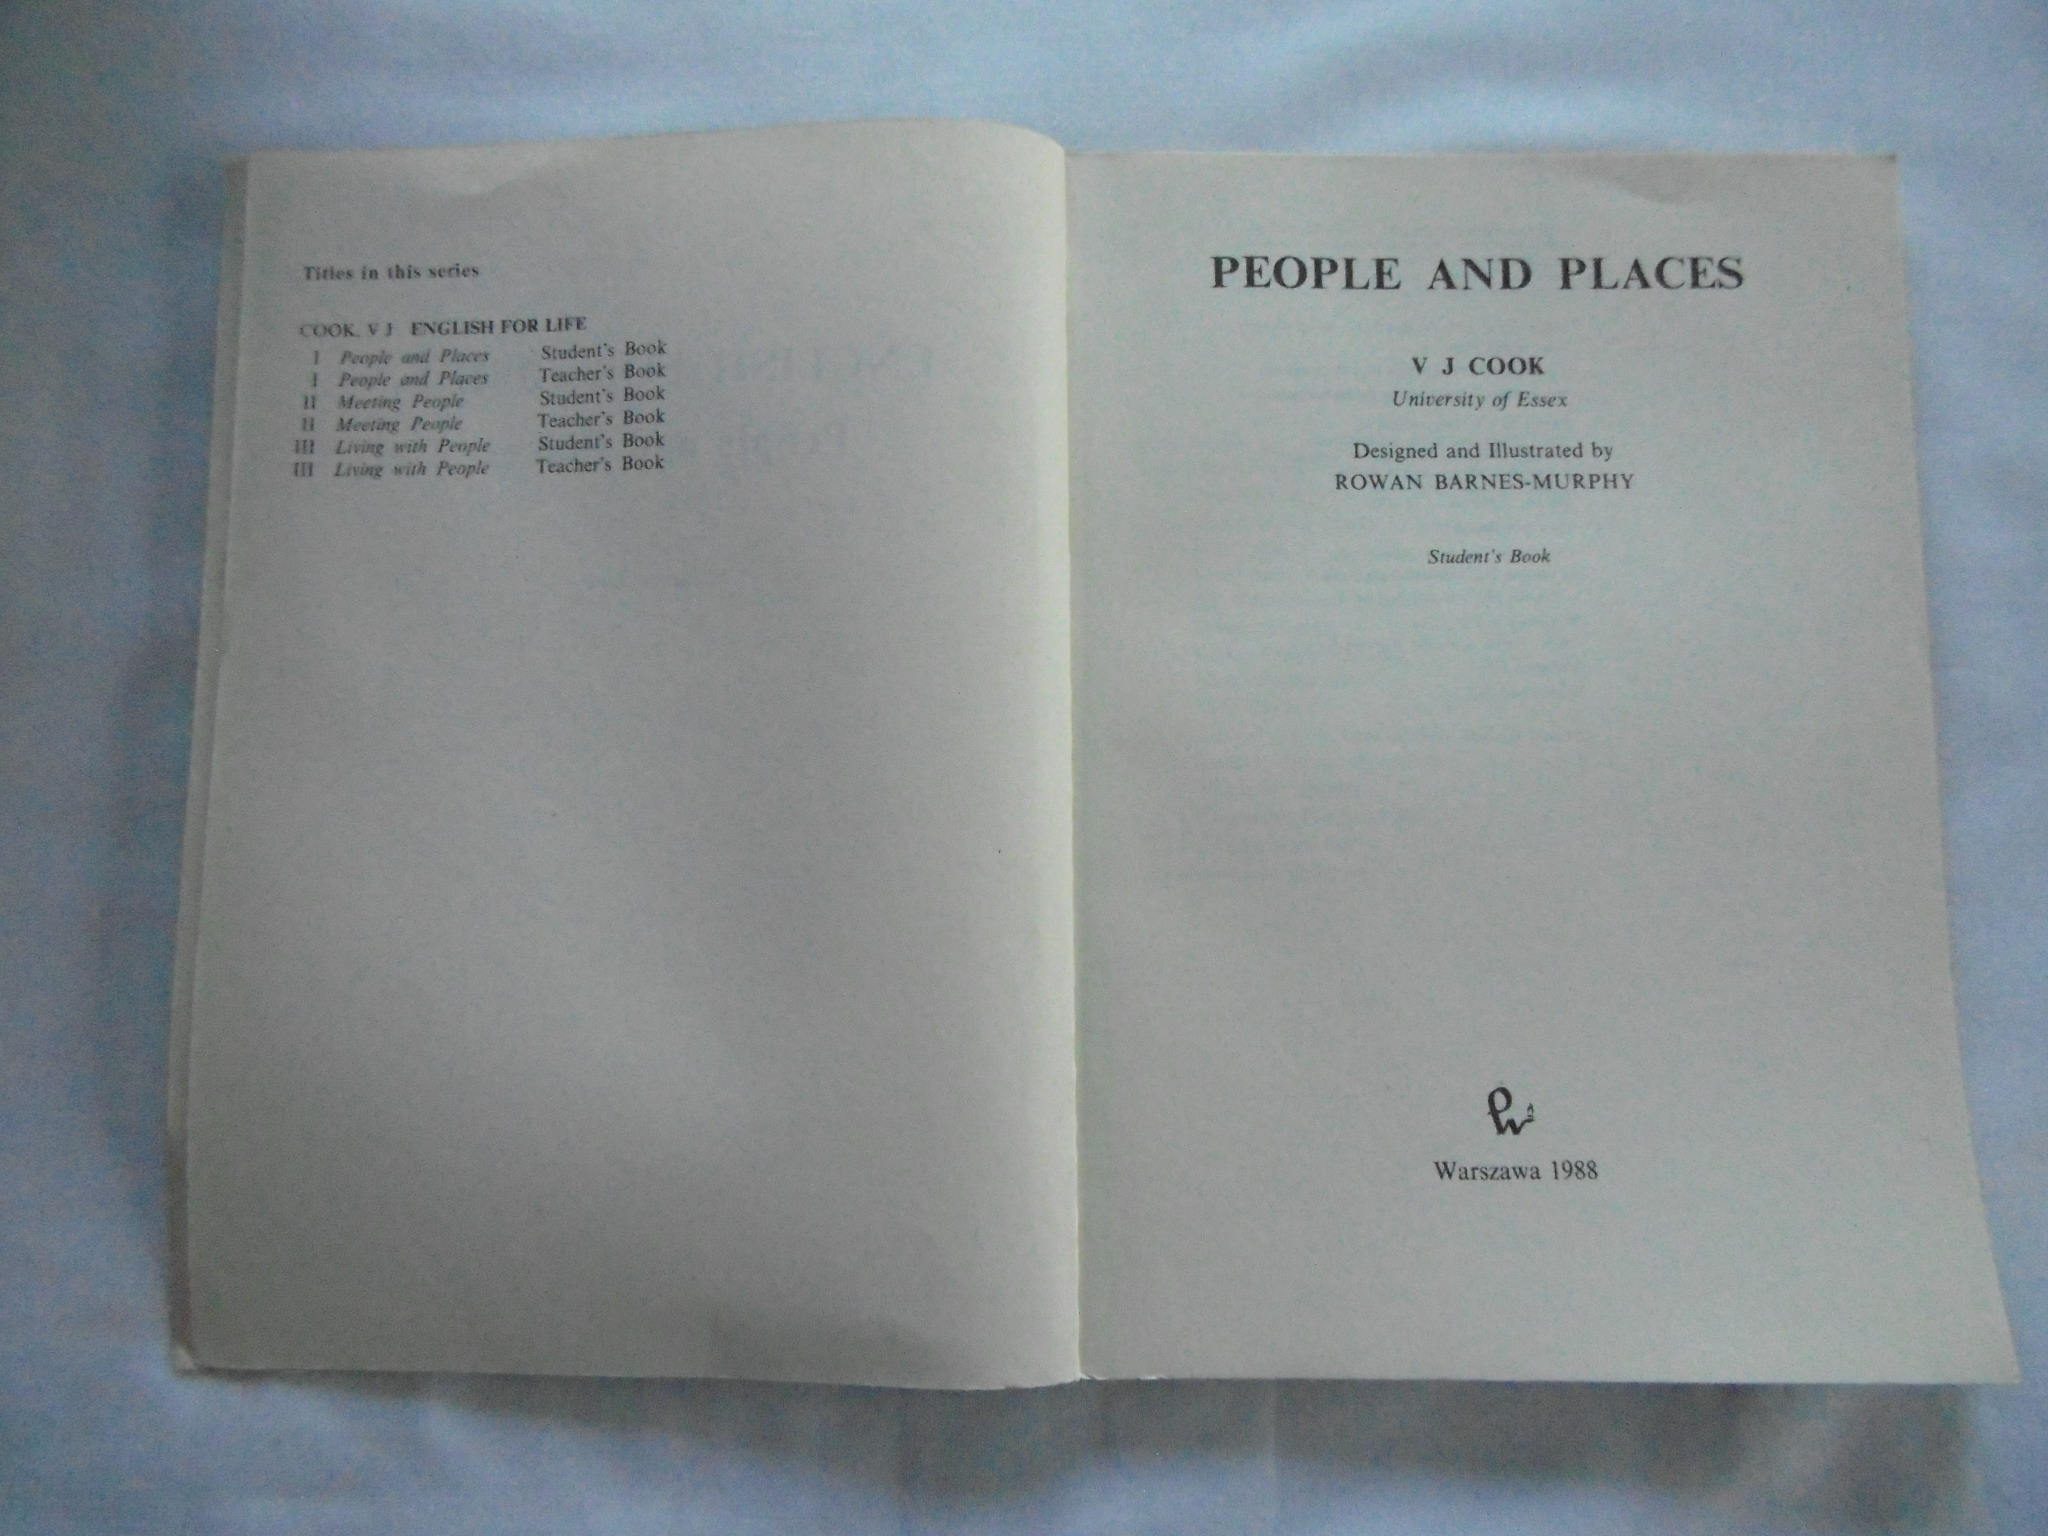 Titles in this series
COOK. V J ENGLISH FOR LIFE
I People and Places Student's Book
I People and Places Teacher's Book
II Meeting People Student's Book
II Meeting People Teacher's Book
III Living with People Student's Book
III Living with People Teacher's Book
PEOPLE AND PLACES
V J COOK
University of Essex
Designed and Illustrated by
ROWAN BARNES-MURPHY
Student's Book
Warszawa 1988